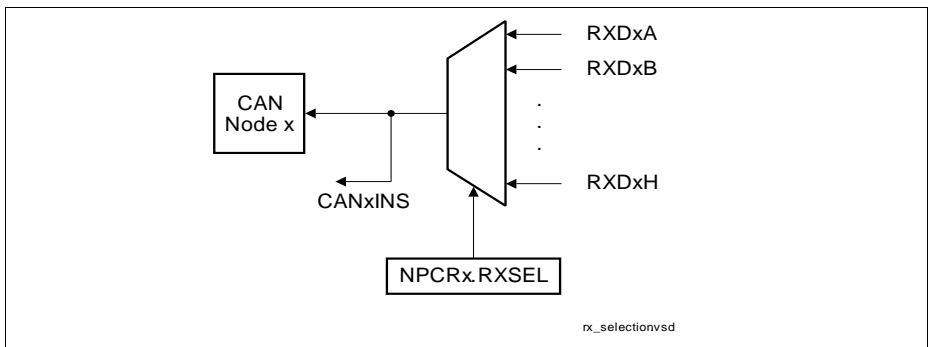 RXDxA
RXDxB
CAN
Node x
.
.
.
RXDxH
CANxINS
NPCRx.RXSEL
rx_selectionvsd